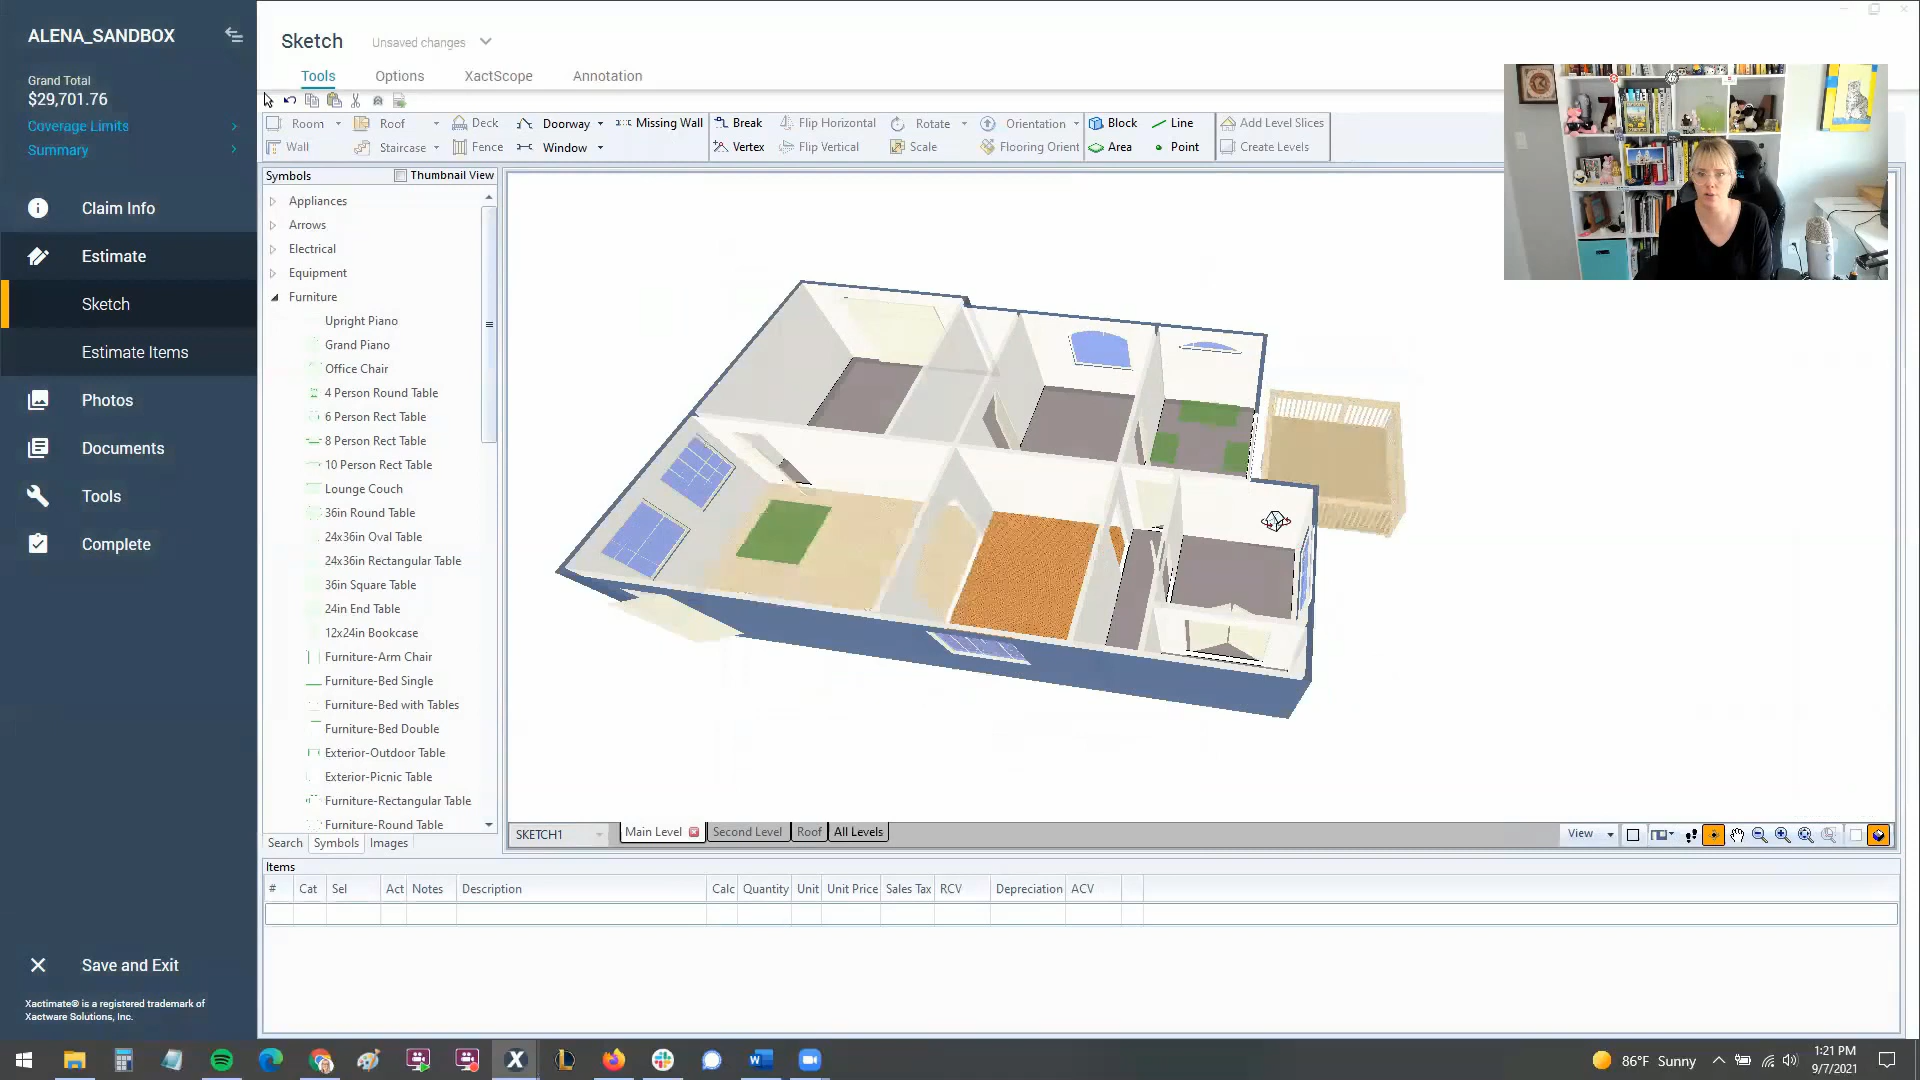 ALENA_SANDBOX
Grand Total
$29,701.76
Coverage Limits
Summary
Claim Info
Estimate
Sketch
Estimate Items
Photos
Documents
Tools
Complete
Save and Exit
Xactimate® is a registered trademark of
Xactware Solutions, Inc.
Sketch Unsaved changes
Tools Options XactScope Annotation
Room Roof Deck Doorway Missing Wall Break Flip Horizontal Rotate Orientation Block Line Add Level Slices
Wall Staircase Fence Window Vertex Flip Vertical Scale Flooring Orient Area Point Create Levels
Symbols Thumbnail View
Appliances
Arrows
Electrical
Equipment
Furniture
Upright Piano
Grand Piano
Office Chair
4 Person Round Table
6 Person Rect Table
8 Person Rect Table
10 Person Rect Table
Lounge Couch
36in Round Table
24x36in Oval Table
24x36in Rectangular Table
36in Square Table
24in End Table
12x24in Bookcase
Furniture-Arm Chair
Furniture-Bed Single
Furniture-Bed with Tables
Furniture-Bed Double
Exterior-Outdoor Table
Exterior-Picnic Table
Furniture-Rectangular Table
Furniture-Round Table
Search Symbols Images
SKETCH1 Main Level Second Level Roof All Levels View
Items
# Cat Sel Act Notes Description Calc Quantity Unit Unit Price Sales Tax RCV Depreciation ACV
86°F Sunny
1:21 PM
9/7/2021